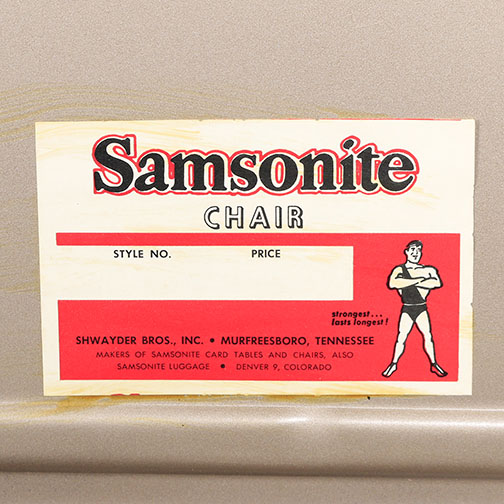 Samsonite
CHAIR
STYLE NO. PRICE
strongest...
lasts longest!
SHWAYDER BROS., INC. • MURFREESBORO, TENNESSEE
MAKERS OF SAMSONITE CARD TABLES AND CHAIRS, ALSO
SAMSONITE LUGGAGE • DENVER 9, COLORADO